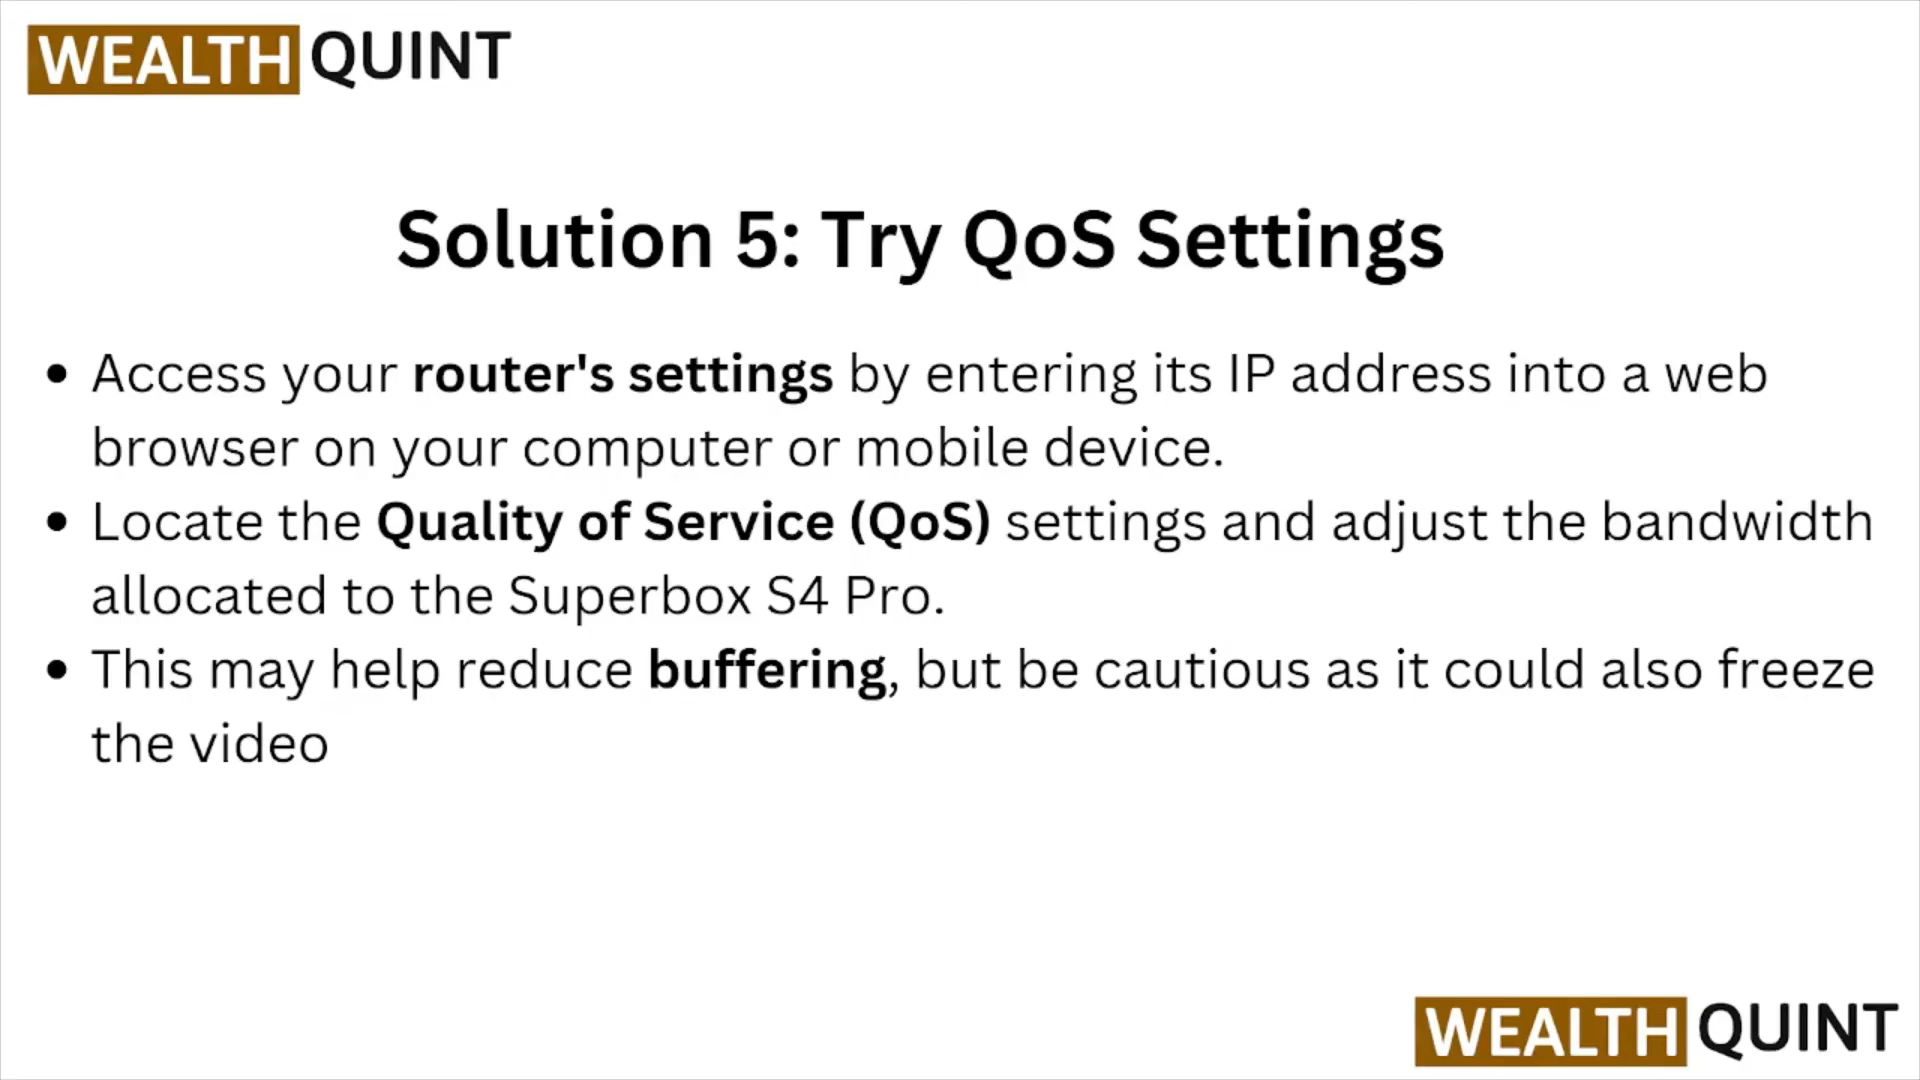 WEALTH QUINT
Solution 5: Try QoS Settings
• Access your router's settings by entering its IP address into a web
browser on your computer or mobile device.
• Locate the Quality of Service (QoS) settings and adjust the bandwidth
allocated to the Superbox S4 Pro.
• This may help reduce buffering, but be cautious as it could also freeze
the video
WEALTH QUINT